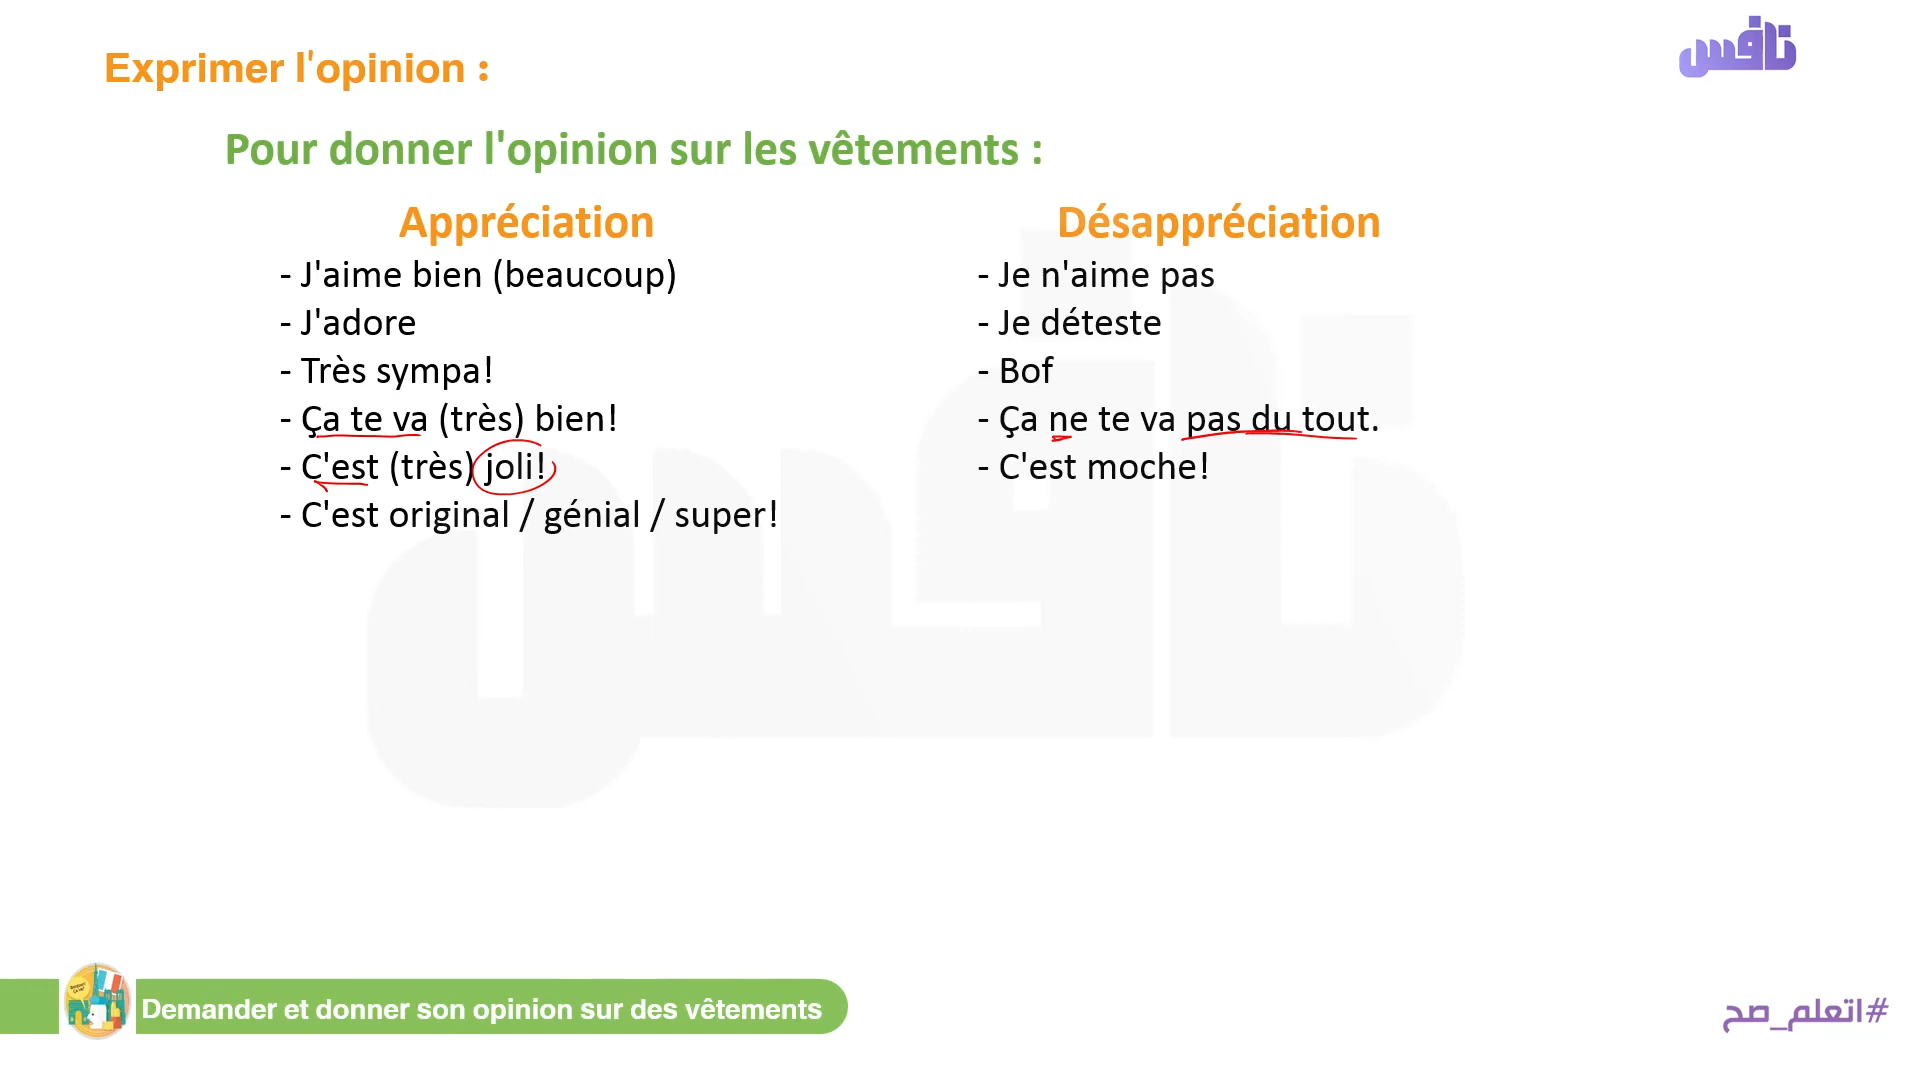 نافس
Exprimer l'opinion :
Pour donner l'opinion sur les vêtements :
Appréciation
- J'aime bien (beaucoup)
- J'adore
- Très sympa!
- Ça te va (très) bien!
- C'est (très) joli!
- C'est original / génial / super!
Désappréciation
- Je n'aime pas
- Je déteste
- Bof
- Ça ne te va pas du tout.
- C'est moche!
Demander et donner son opinion sur des vêtements
#اتعلم_صح